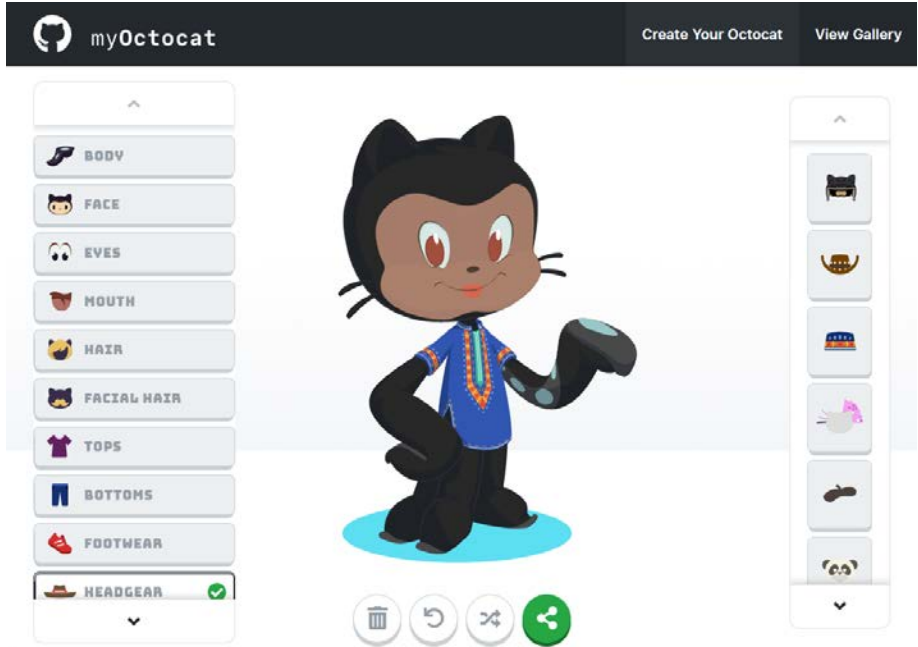 myOctocat
Create Your Octocat
View Gallery
BODY
FACE
EYES
MOUTH
HAIR
FACIAL HAIR
TOPS
BOTTOMS
FOOTWEAR
HEADGEAR